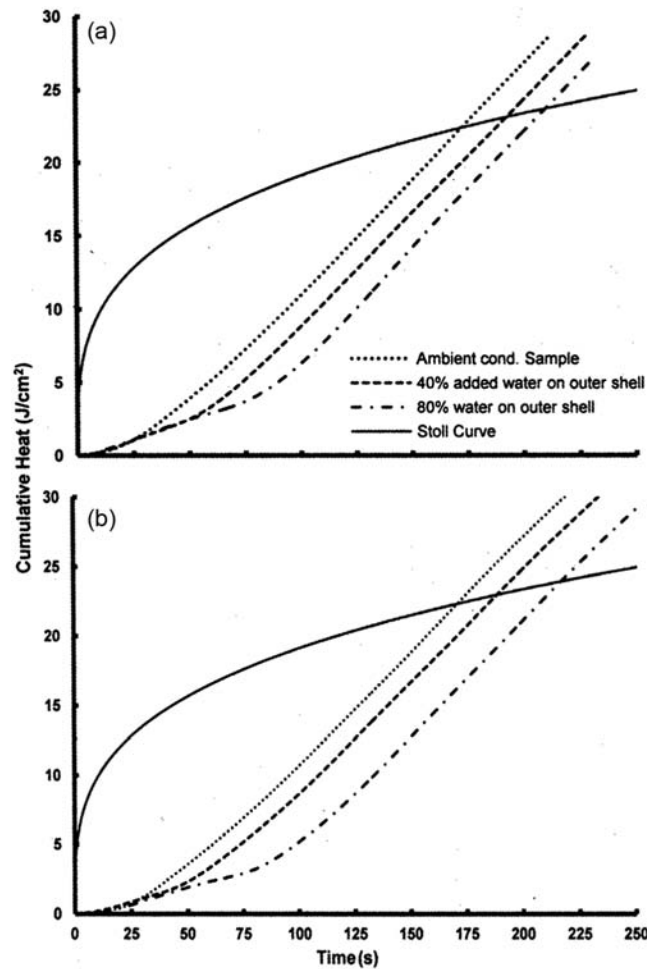 (a)
30
25
20
15
10
5
0
Ambient cond. Sample
40% added water on outer shell
80% water on outer shell
Stoll Curve
Cumulative Heat (J/cm²)
(b)
30
25
20
15
10
5
0
0 25 50 75 100 125 150 175 200 225 250
Time(s)